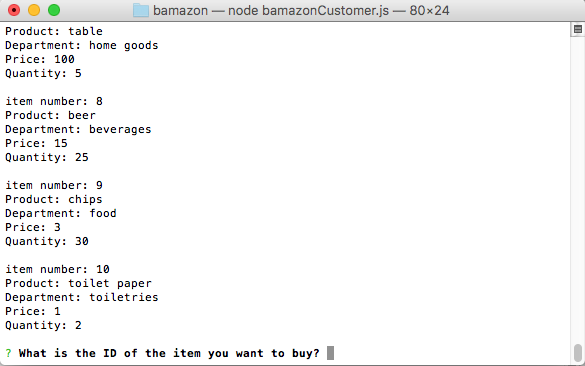 bamazon — node bamazonCustomer.js — 80×24
Product: table
Department: home goods
Price: 100
Quantity: 5
item number: 8
Product: beer
Department: beverages
Price: 15
Quantity: 25
item number: 9
Product: chips
Department: food
Price: 3
Quantity: 30
item number: 10
Product: toilet paper
Department: toiletries
Price: 1
Quantity: 2
? What is the ID of the item you want to buy?